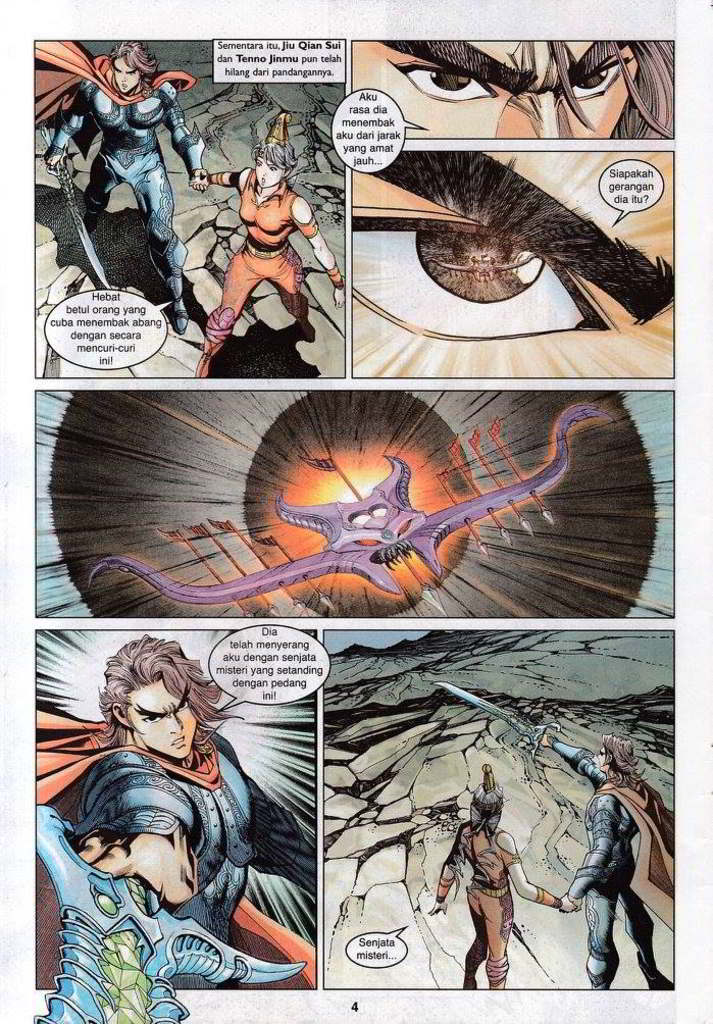 Sementara itu, Jiu Qian Sui
dan Tenno Jinmu pun telah
hilang dari pandangannya.
Hebat
betul orang yang
cuba menembak abang
dengan secara
mencuri-curi
ini!
Aku
rasa dia
menembak
aku dari jarak
yang amat
jauh...
Siapakah
gerangan
dia itu?
Dia
telah menyerang
aku dengan senjata
misteri yang setanding
dengan pedang
ini!
Senjata
misteri...
4